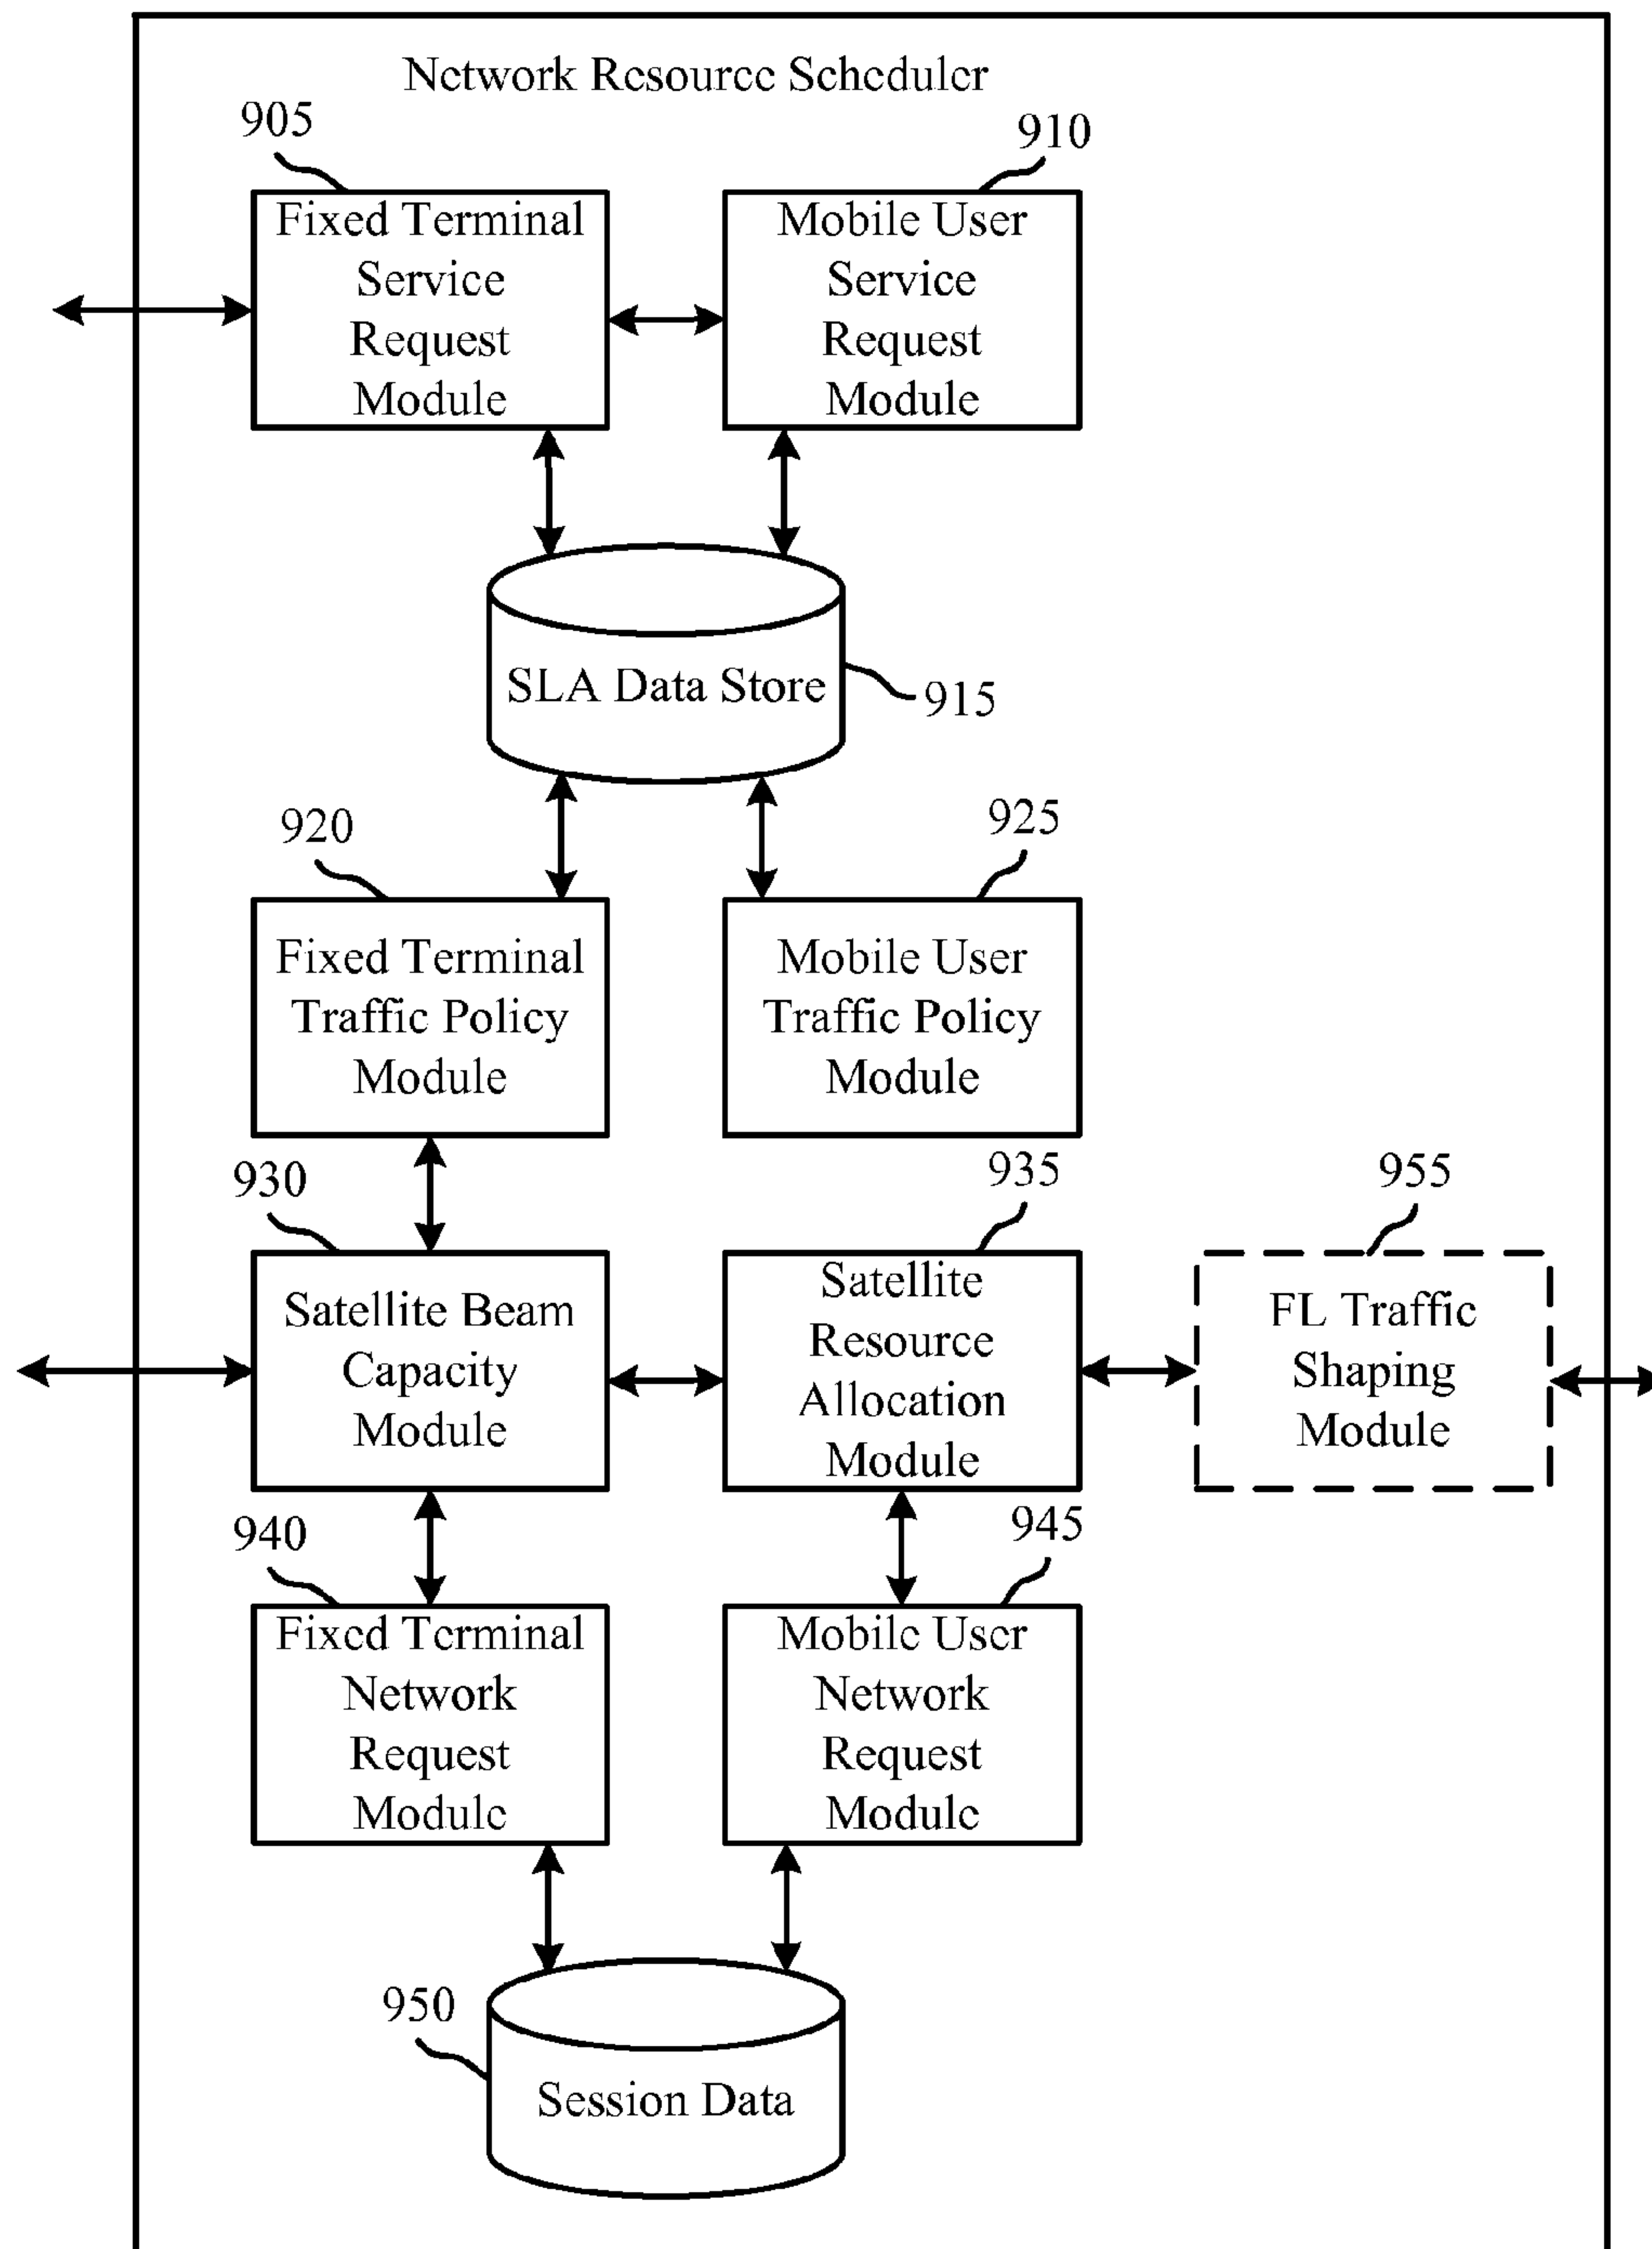 Network Resource Scheduler
905
910
Fixed Terminal
Service
Request
Module
Mobile User
Service
Request
Module
SLA Data Store
915
920
925
Fixed Terminal
Traffic Policy
Module
Mobile User
Traffic Policy
Module
930
935
955
Satellite Beam
Capacity
Module
Satellite
Resource
Allocation
Module
FL Traffic
Shaping
Module
940
945
Fixed Terminal
Network
Request
Module
Mobile User
Network
Request
Module
950
Session Data